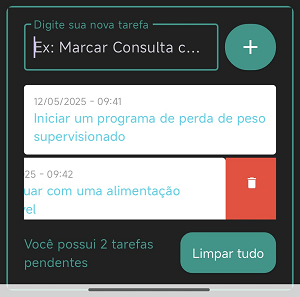 Digite sua nova tarefa
Ex: Marcar Consulta c...
+
12/05/2025 - 09:41
Iniciar um programa de perda de peso
supervisionado
25 - 09:42
uar com uma alimentação
vel
Você possui 2 tarefas
pendentes
Limpar tudo